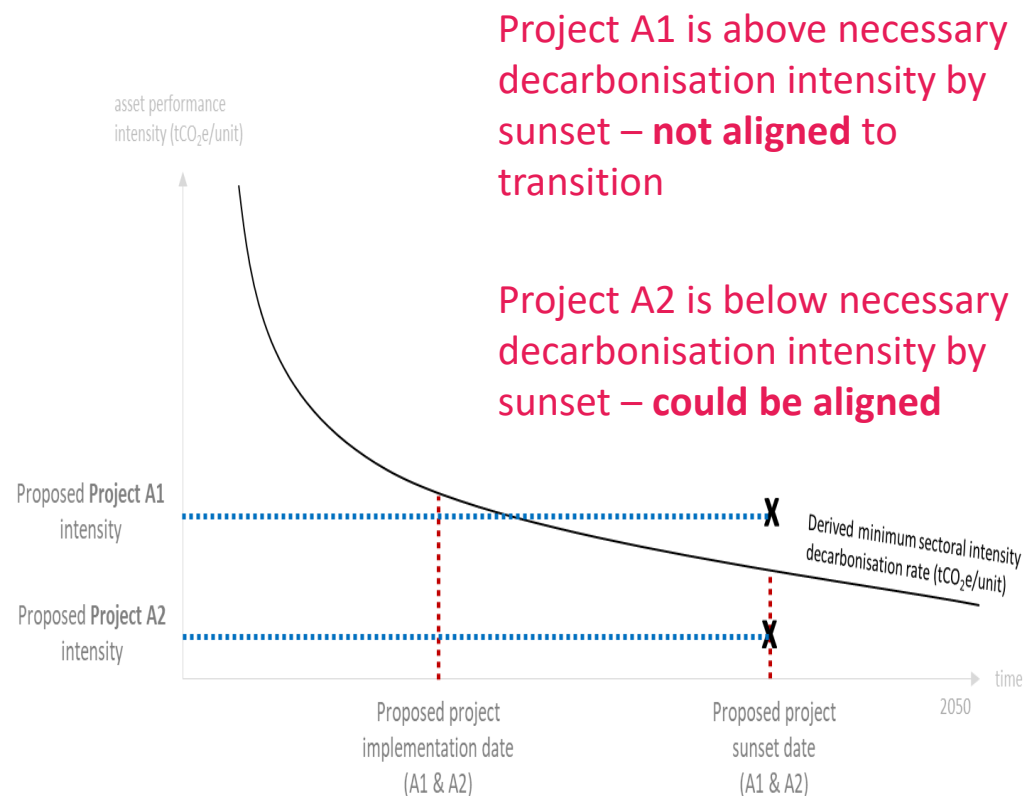 Project A1 is above necessary
decarbonisation intensity by
sunset – not aligned to
transition
Project A2 is below necessary
decarbonisation intensity by
sunset – could be aligned
asset performance
intensity (tCO₂e/unit)
Proposed Project A1
intensity
X
Derived minimum sectoral intensity
decarbonisation rate (tCO₂e/unit)
Proposed Project A2
intensity
X
time
2050
Proposed project
implementation date
(A1 & A2)
Proposed project
sunset date
(A1 & A2)